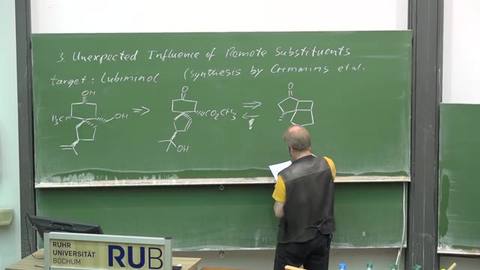 3. Unexpected Influence of Remote Substituents
Target: Lubiminol (Synthesis by Crimmins et al.
OH
H3C
OH
O
CO2CH3
OH
O
!
RUHR
UNIVERSITÄT
BOCHUM
RUB